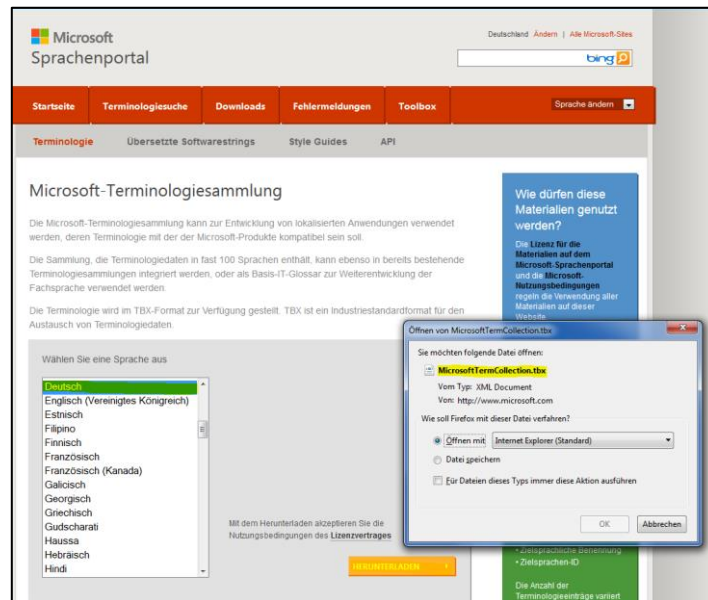 Microsoft
Sprachenportal
Deutschland Ändern | Alle Microsoft-Sites
bing
Startseite Terminologiesuche Downloads Fehlermeldungen Toolbox Sprache ändern
Terminologie Übersetzte Softwarestrings Style Guides API
Microsoft-Terminologiesammlung
Die Microsoft-Terminologiesammlung kann zur Entwicklung von lokalisierten Anwendungen verwendet
werden, deren Terminologie mit der der Microsoft-Produkte kompatibel sein soll.
Die Sammlung, die Terminologiedaten in fast 100 Sprachen enthält, kann ebenso in bereits bestehende
Terminologiesammlungen integriert werden, oder als Basis-IT-Glossar zur Weiterentwicklung der
Fachsprache verwendet werden.
Die Terminologie wird im TBX-Format zur Verfügung gestellt. TBX ist ein Industriestandardformat für den
Austausch von Terminologiedaten.
Wie dürfen diese
Materialien genutzt
werden?
Die Lizenz für die
Materialien auf dem
Microsoft-Sprachenportal
und die Microsoft-
Nutzungsbedingungen
regeln die Verwendung aller
Materialien auf dieser
Website.
Wählen Sie eine Sprache aus
Deutsch
Englisch (Vereinigtes Königreich)
Estnisch
Filipino
Finnisch
Französisch
Französisch (Kanada)
Galicisch
Georgisch
Griechisch
Gudscharati
Haussa
Hebräisch
Hindi
Mit dem Herunterladen akzeptieren Sie die
Nutzungsbedingungen des Lizenzvertrages
HERUNTERLADEN
Öffnen von MicrosoftTermCollection.tbx
Sie möchten folgende Datei öffnen:
MicrosoftTermCollection.tbx
Vom Typ: XML Document
Von: http://www.microsoft.com
Wie soll Firefox mit dieser Datei verfahren?
Öffnen mit Internet Explorer (Standard)
Datei speichern
Für Dateien dieses Typs immer diese Aktion ausführen
OK Abbrechen
• Zielsprachliche Benennung
• Zielsprachen-ID
Die Anzahl der
Terminologieeinträge variiert